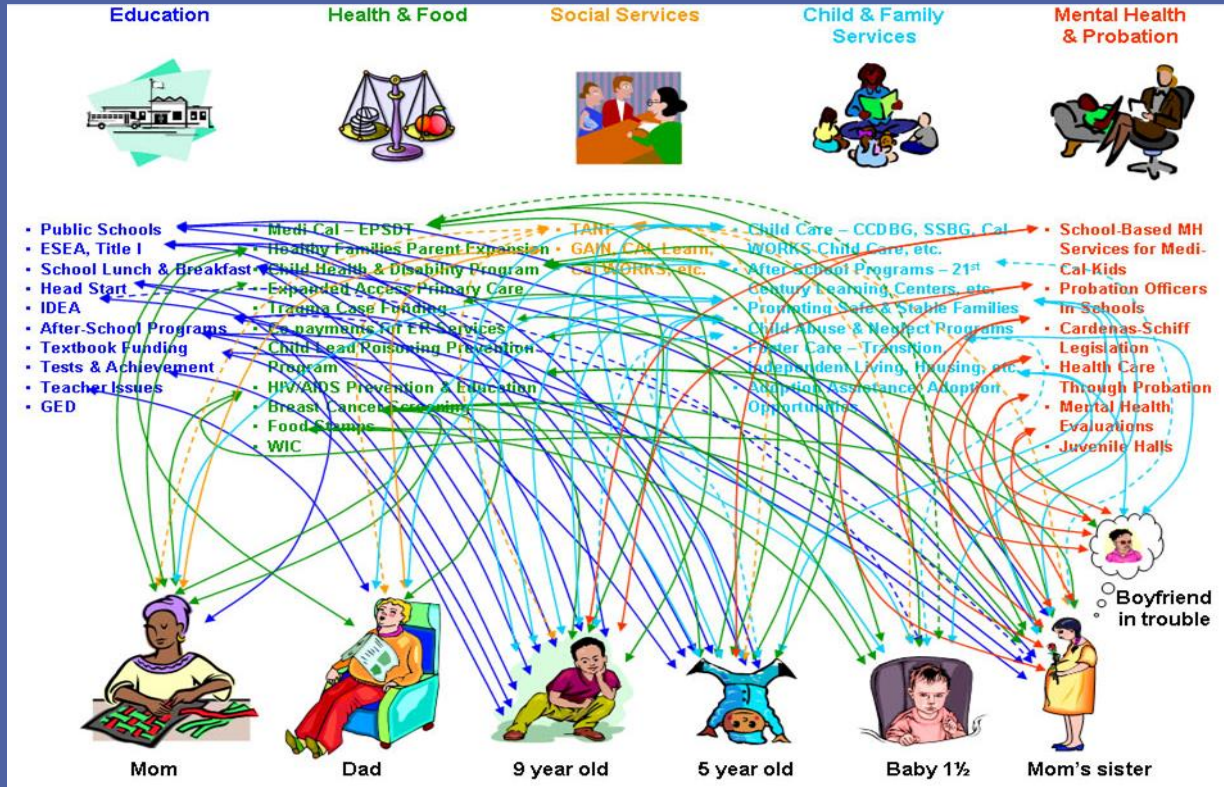 Education
Health & Food
Social Services
Child & Family
Services
Mental Health
& Probation
Public Schools
ESEA, Title I
School Lunch & Breakfast
Head Start
IDEA
After-School Programs
Textbook Funding
Tests & Achievement
Teacher Issues
GED
Medi Cal – EPSDT
Healthy Families Parent Expansion
Child Health & Disability Program
Expanded Access Primary Care
Trauma Case Funding
Co payments for ER Services
Child Lead Poisoning Prevention
Program
HIV/AIDS Prevention & Education
Breast Cancer Screening
Food Stamps
WIC
TANF
GAIN, CAL Learn,
Cal WORKS, etc.
Child Care – CCDBG, SSBG, Cal
WORKS Child Care, etc.
After School Programs – 21st
Century Learning Centers, etc.
Promoting Safe & Stable Families
Child Abuse & Neglect Programs
Foster Care – Transition,
Independent Living, Housing, etc.
Adoption Assistance, Adoption
Opportunities
School-Based MH
Services for Medi-
Cal Kids
Probation Officers
in Schools
Cardenas-Schiff
Legislation
Health Care
Through Probation
Mental Health
Evaluations
Juvenile Halls
Boyfriend
in trouble
Mom
Dad
9 year old
5 year old
Baby 1½
Mom's sister